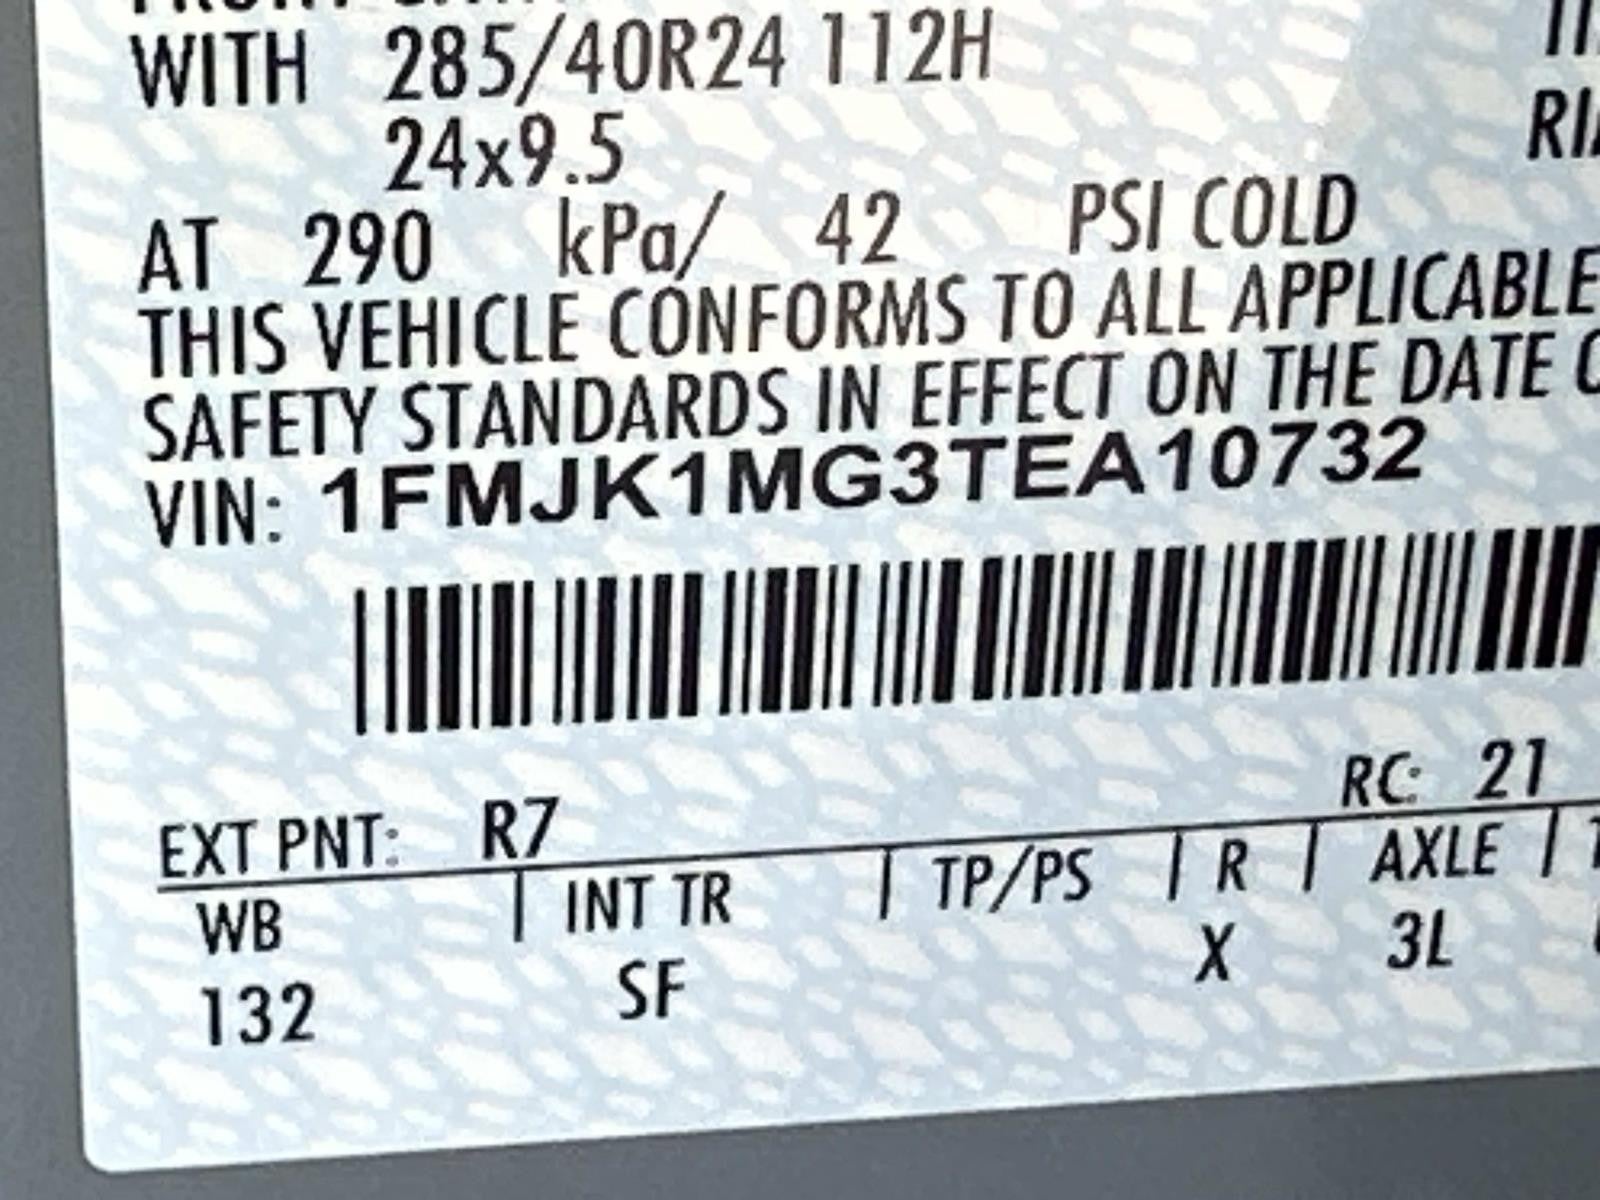 WITH 285/40R24 112H
24x9.5
AT 290 kPa/ 42 PSI COLD
THIS VEHICLE CONFORMS TO ALL APPLICABLE
SAFETY STANDARDS IN EFFECT ON THE DATE
VIN: 1FMJK1MG3TEA10732
RC: 21
EXT PNT: R7
WB | INT TR | TP/PS | R | AXLE |
132 SF X 3L